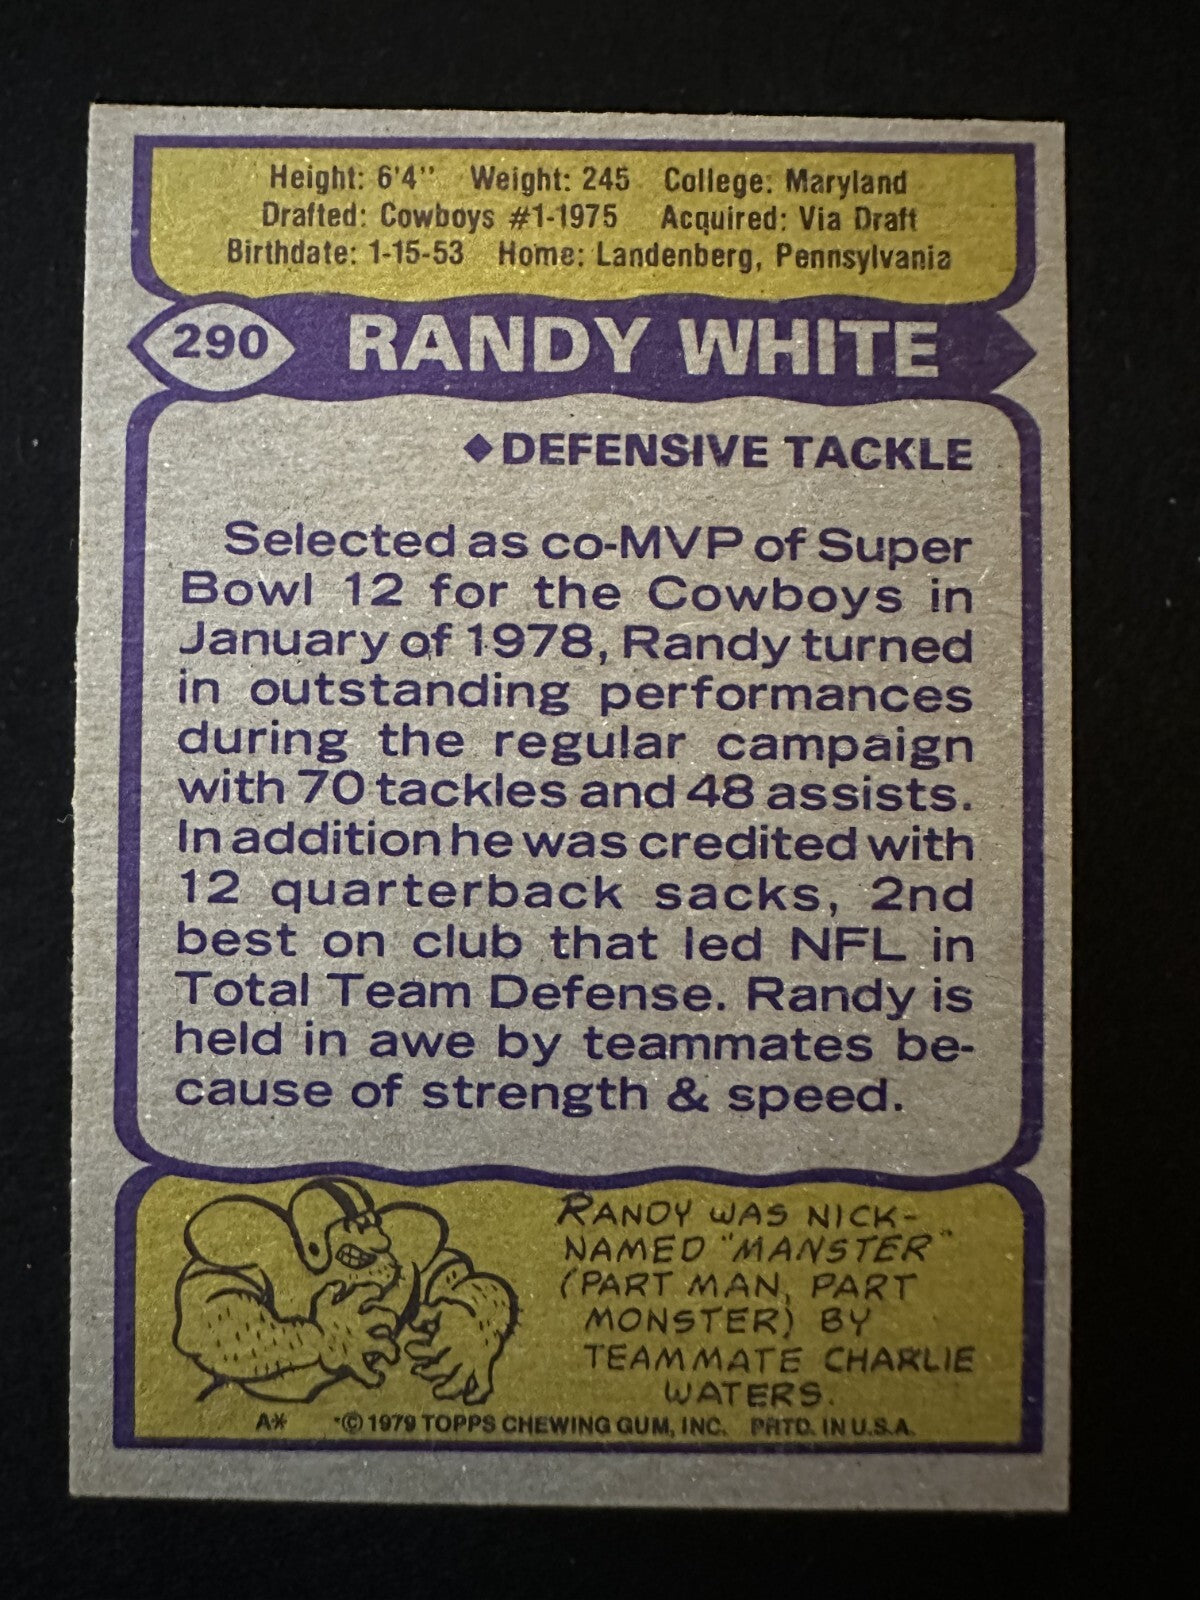 Height: 6'4" Weight: 245 College: Maryland
Drafted: Cowboys #1-1975 Acquired: Via Draft
Birthdate: 1-15-53 Home: Landenberg, Pennsylvania
290 RANDY WHITE
◆DEFENSIVE TACKLE
Selected as co-MVP of Super
Bowl 12 for the Cowboys in
January of 1978, Randy turned
in outstanding performances
during the regular campaign
with 70 tackles and 48 assists.
In addition he was credited with
12 quarterback sacks, 2nd
best on club that led NFL in
Total Team Defense. Randy is
held in awe by teammates be-
cause of strength & speed.
RANDY WAS NICK-
NAMED "MANSTER"
(PART MAN, PART
MONSTER) BY
TEAMMATE CHARLIE
WATERS.
A* *© 1979 TOPPS CHEWING GUM, INC. PRTD. IN U.S.A.